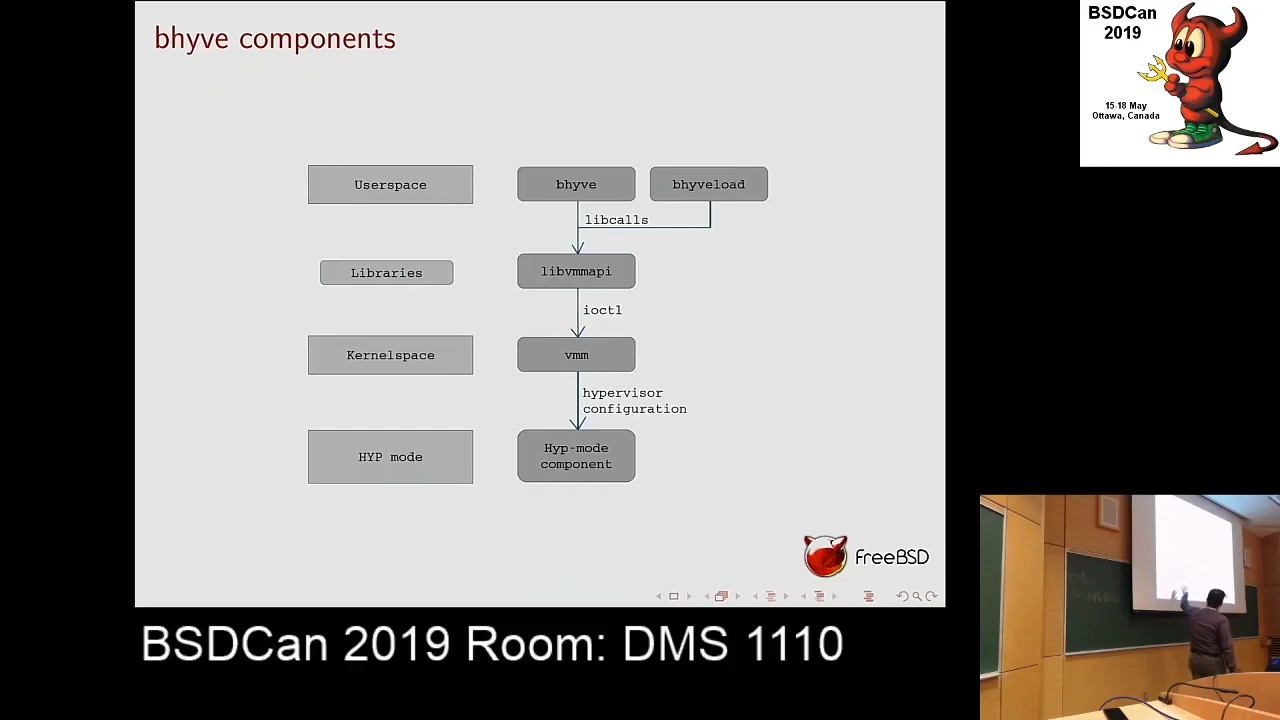 bhyve components
Userspace
bhyve
bhyveload
libcalls
Libraries
libvmmapi
ioctl
Kernelspace
vmm
hypervisor
configuration
HYP mode
Hyp-mode
component
FreeBSD
BSDCan
2019
15-18 May
Ottawa, Canada
BSDCan 2019 Room: DMS 1110